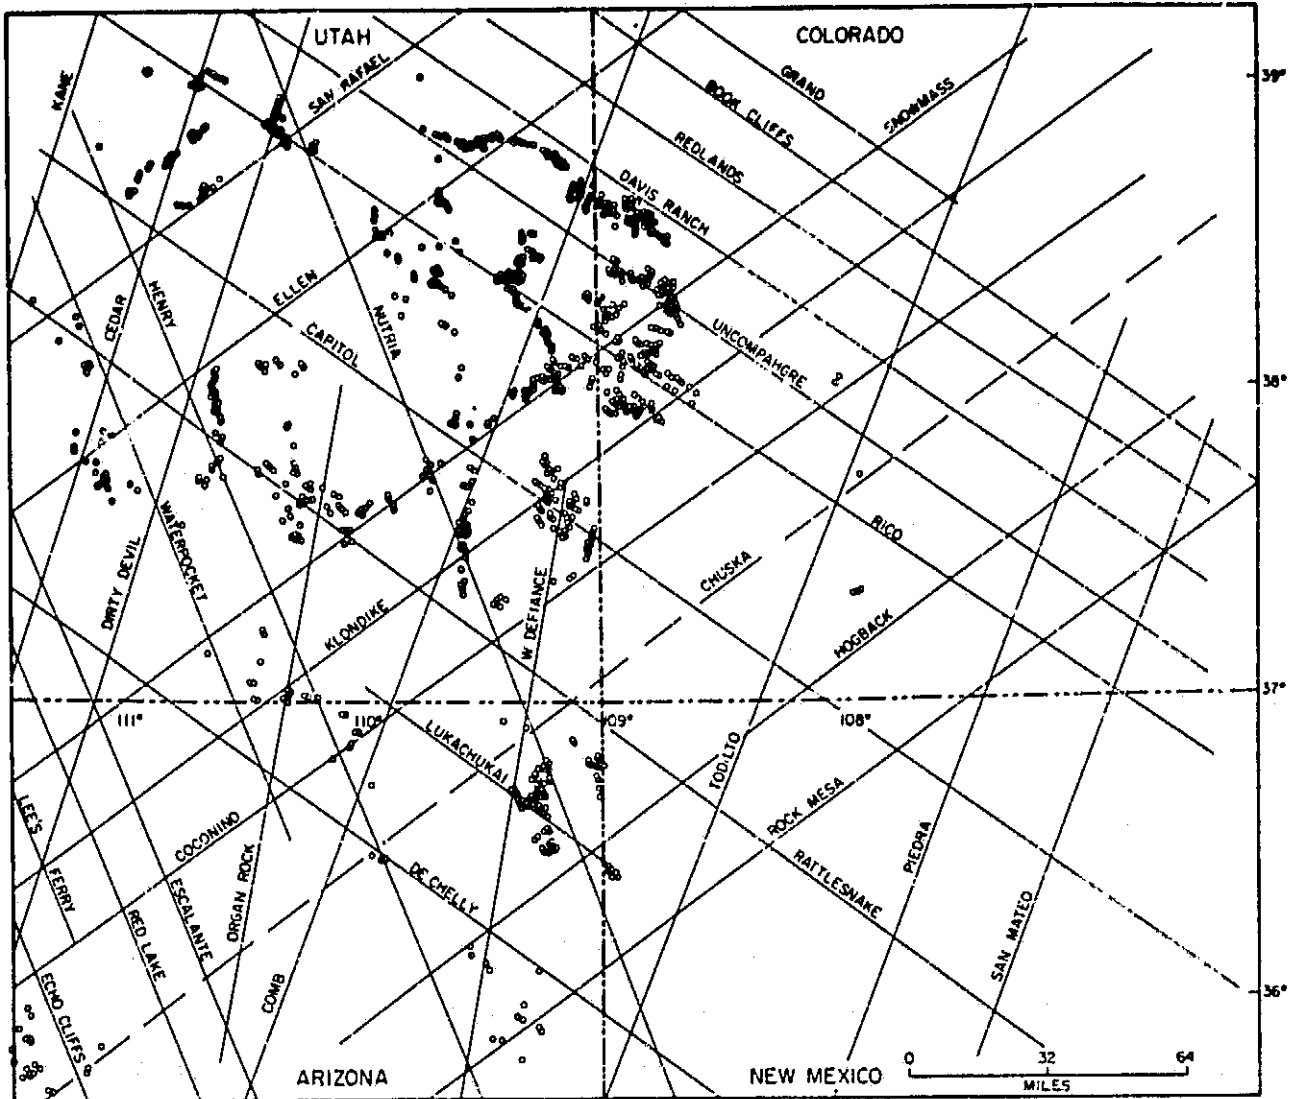 UTAH
COLORADO
KANE
SAN RAFAEL
GRAND
BOOK CLIFFS
SNOWMASS
39°
REDLANDS
DAVIS RANCH
CEDAR
HENRY
ELLEN
NUTRIA
CAPITOL
UNCOMPAHGRE
38°
WATERPOCKET
RICO
DIRTY DEVIL
KLONDIKE
W DEFIANCE
CHUSKA
HOGBACK
37°
111°
110°
109°
108°
LUKACHUKAI
TODILTO
LEE'S FERRY
COCONINO
ROCK MESA
ORGAN ROCK
DE CHELLY
RATTLESNAKE
PIEDRA
RED LAKE
ESCALANTE
SAN MATEO
ECHO CLIFFS
COMB
36°
ARIZONA
NEW MEXICO
0 32 64
MILES